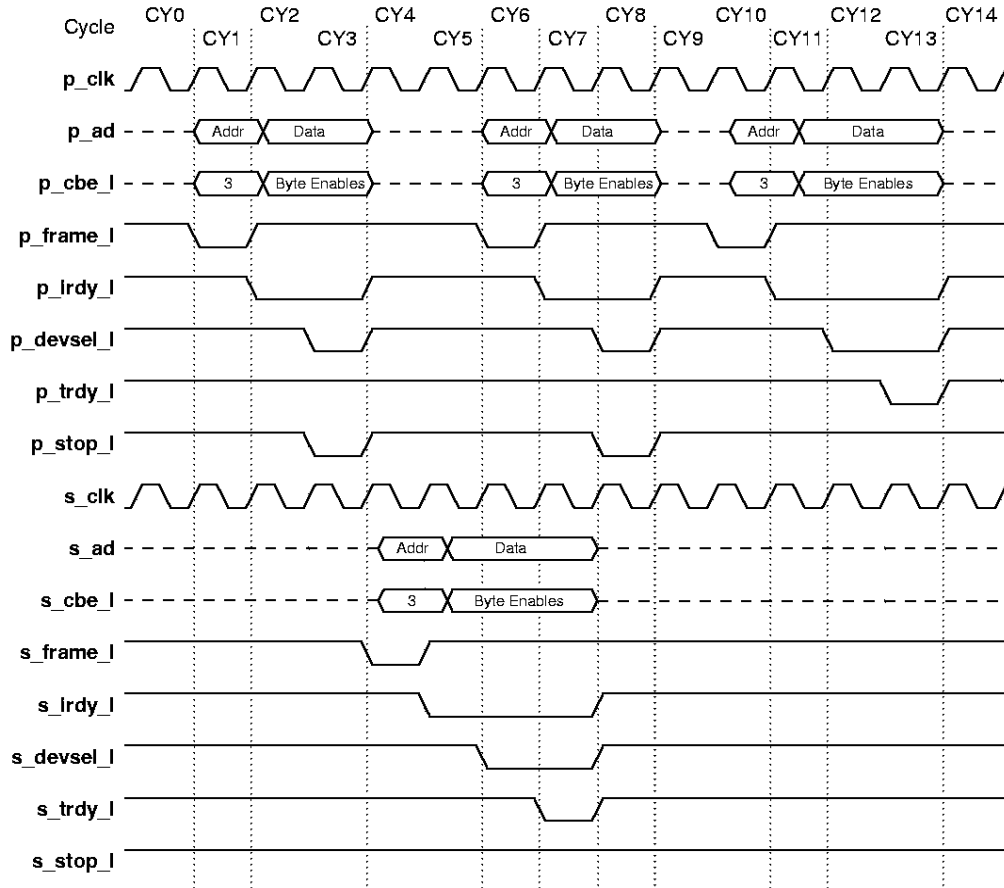 CY0 CY2 CY4 CY6 CY8 CY10 CY12 CY14
Cycle
CY1 CY3 CY5 CY7 CY9 CY11 CY13
p_clk
p_ad Addr Data Addr Data Addr Data
p_cbe_l 3 Byte Enables 3 Byte Enables 3 Byte Enables
p_frame_l
p_irdy_l
p_devsel_l
p_trdy_l
p_stop_l
s_clk
s_ad Addr Data
s_cbe_l 3 Byte Enables
s_frame_l
s_irdy_l
s_devsel_l
s_trdy_l
s_stop_l